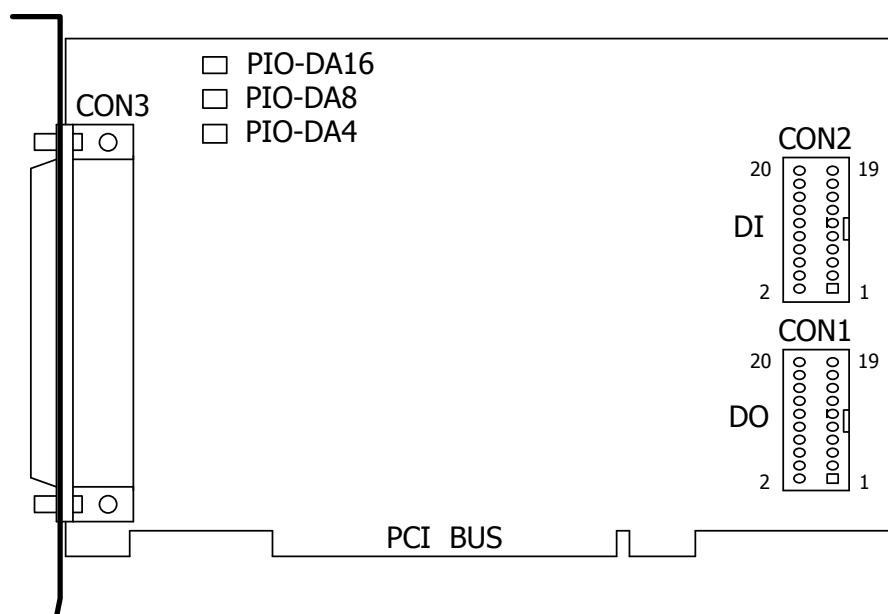 PIO-DA16
PIO-DA8
PIO-DA4
CON3
CON2
20 19
DI
2 1
CON1
20 19
DO
2 1
PCI BUS